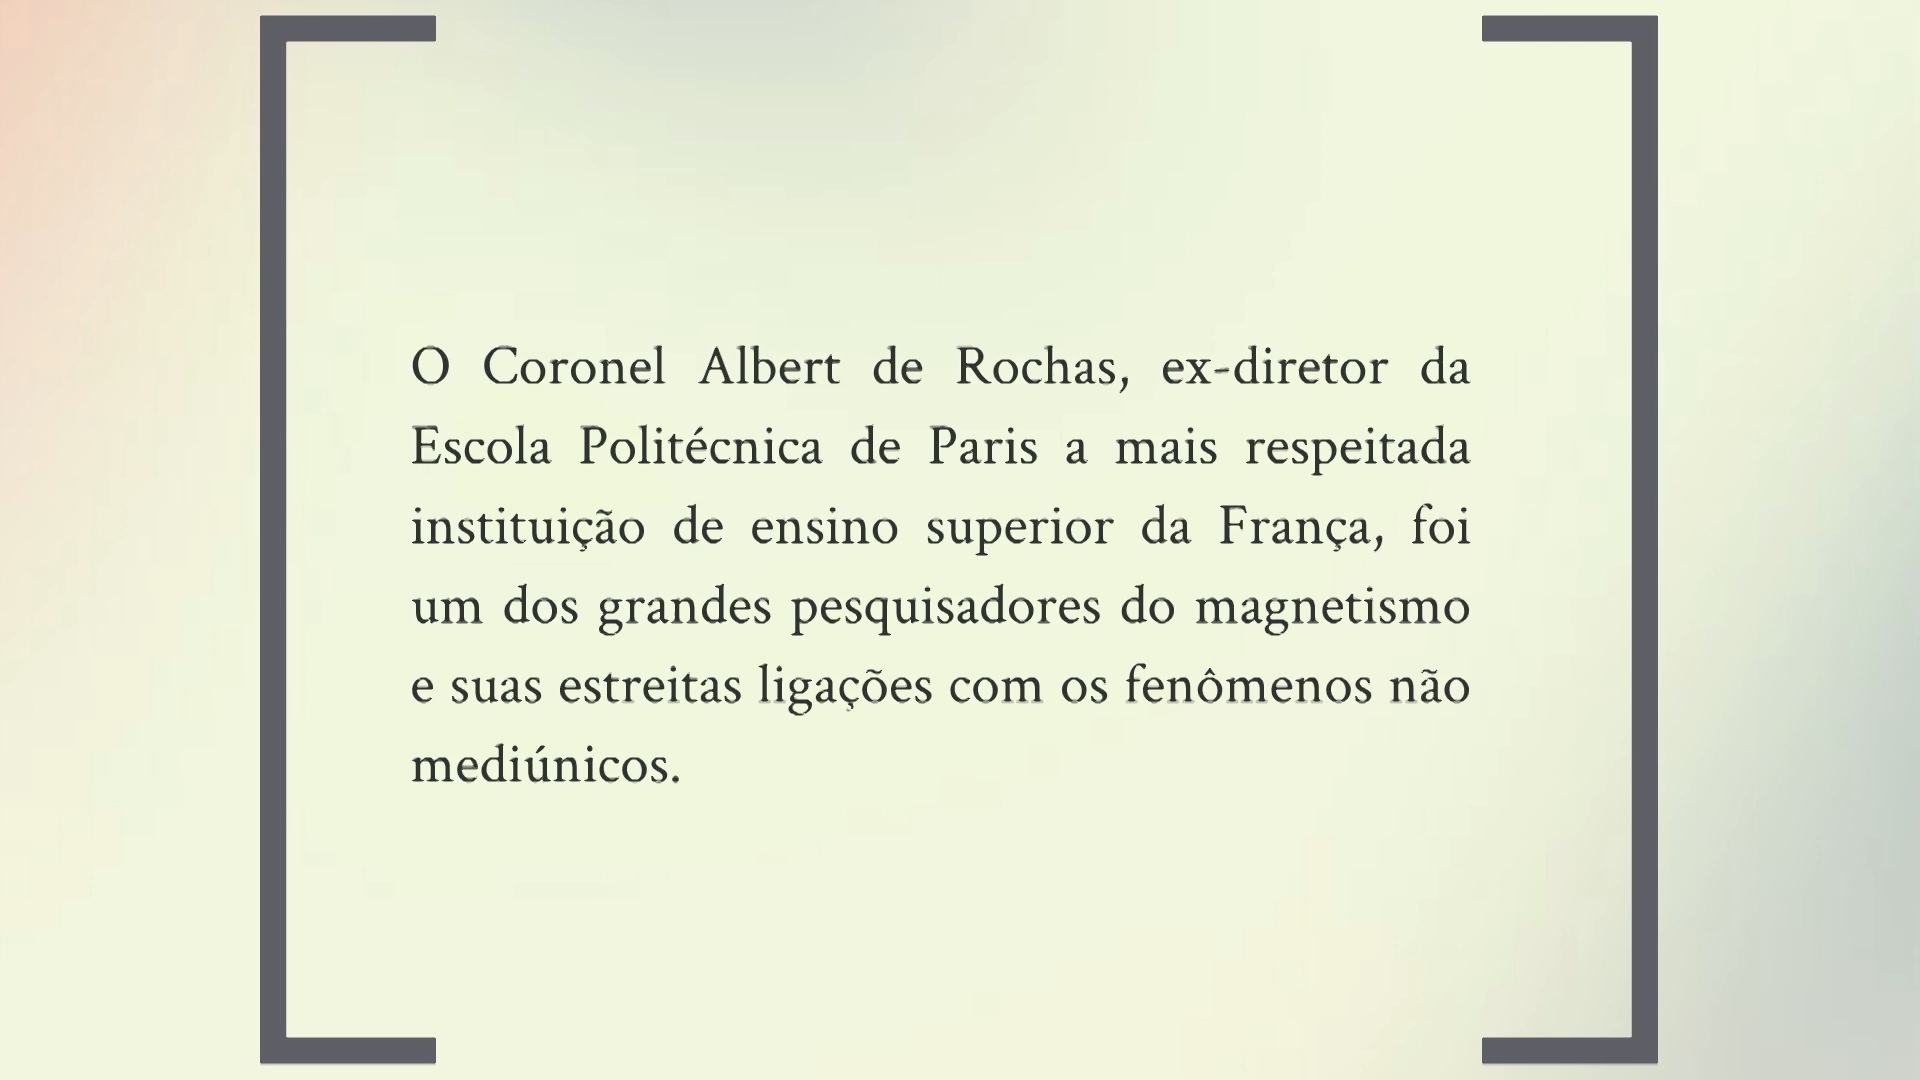 O Coronel Albert de Rochas, ex-diretor da
Escola Politécnica de Paris a mais respeitada
instituição de ensino superior da França, foi
um dos grandes pesquisadores do magnetismo
e suas estreitas ligações com os fenômenos não
mediúnicos.